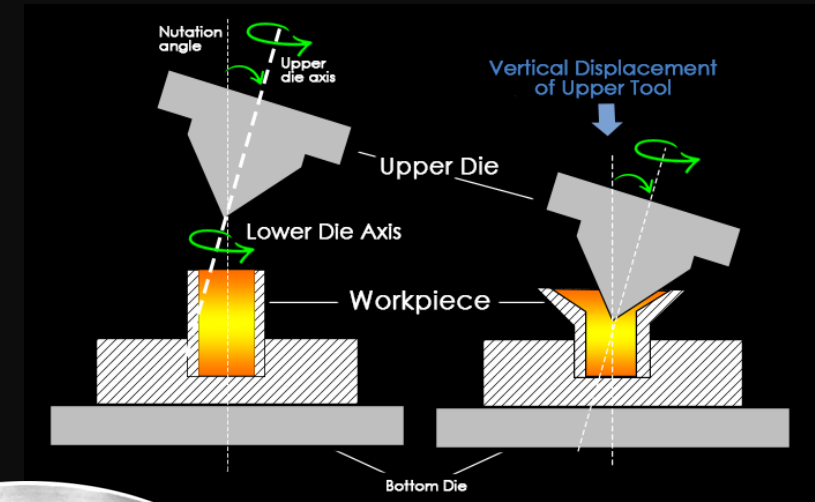 Nutation
angle
Upper
die axis
Vertical Displacement
of Upper Tool
Upper Die
Lower Die Axis
Workpiece
Bottom Die